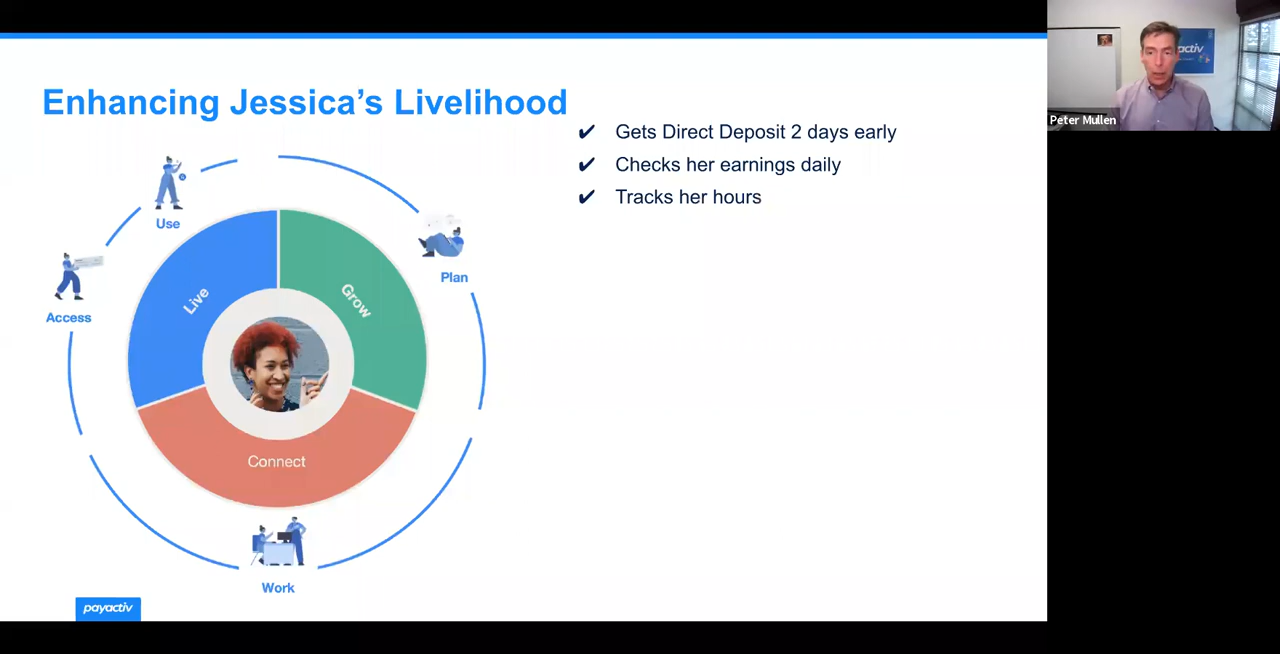 Enhancing Jessica's Livelihood
✔ Gets Direct Deposit 2 days early
✔ Checks her earnings daily
✔ Tracks her hours
Use
Plan
Access
Live
Grow
Connect
Work
payactiv
activ
Peter Mullen